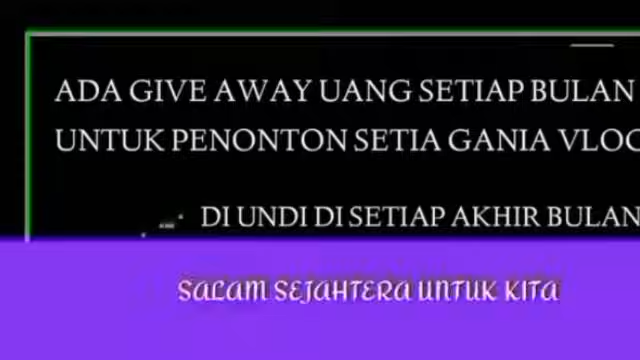 ADA GIVE AWAY UANG SETIAP BULAN
UNTUK PENONTON SETIA GANIA VLOG
DI UNDI DI SETIAP AKHIR BULAN
SALAM SEJAHTERA UNTUK KITA